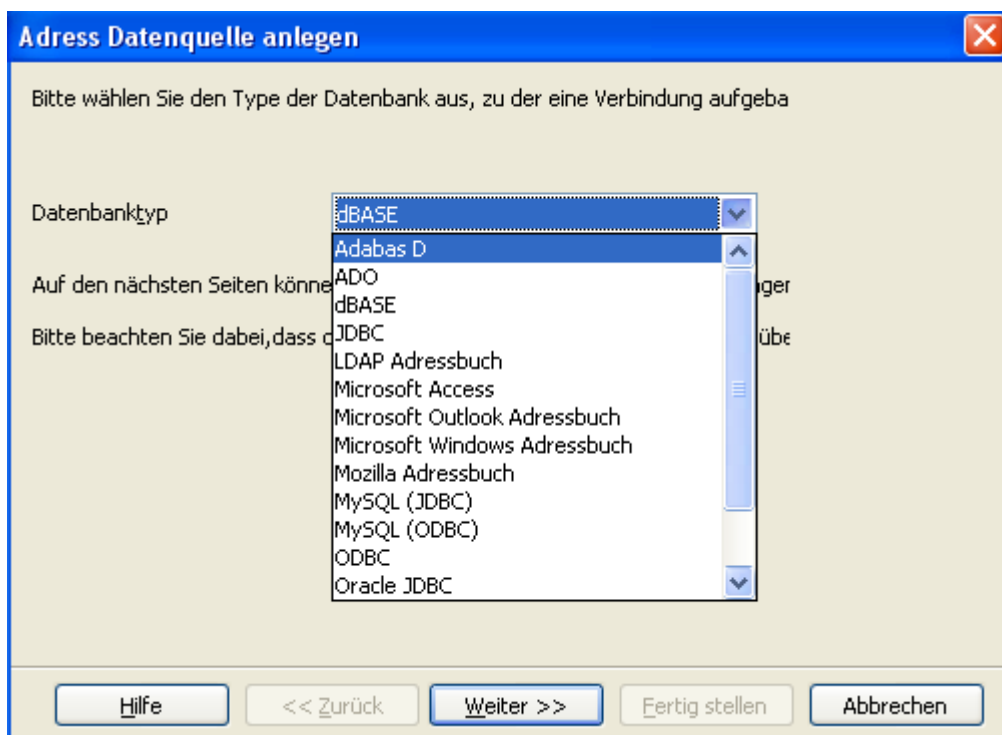 Adress Datenquelle anlegen
Bitte wählen Sie den Type der Datenbank aus, zu der eine Verbindung aufgeba
Datenbanktyp dBASE
Adabas D
Auf den nächsten Seiten könne ADO
dBASE
Bitte beachten Sie dabei,dass JDBC übe
LDAP Adressbuch
Microsoft Access
Microsoft Outlook Adressbuch
Microsoft Windows Adressbuch
Mozilla Adressbuch
MySQL (JDBC)
MySQL (ODBC)
ODBC
Oracle JDBC
Hilfe << Zurück Weiter >> Fertig stellen Abbrechen